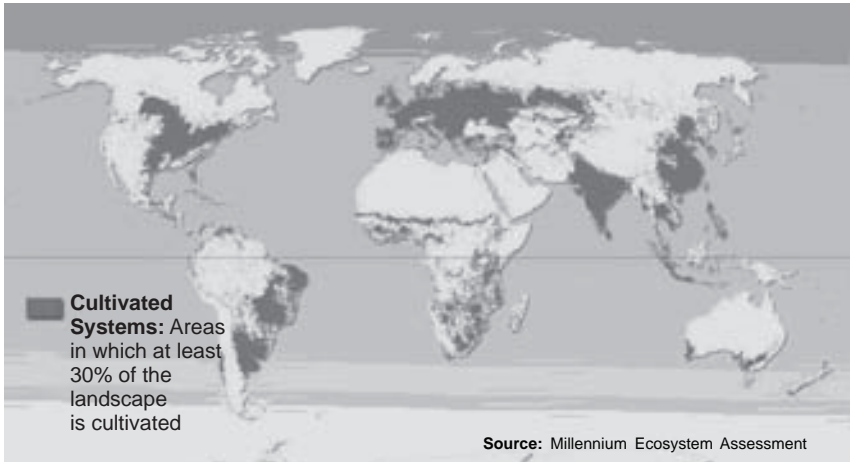 Cultivated
Systems: Areas
in which at least
30% of the
landscape
is cultivated
Source: Millennium Ecosystem Assessment